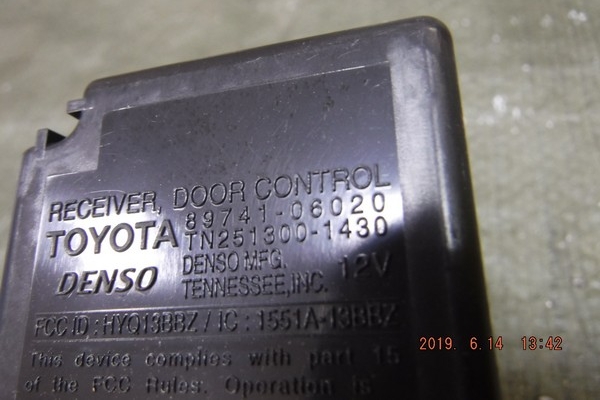 RECEIVER, DOOR CONTROL
89741-06020
TOYOTA TN251300-1430
DENSO DENSO MFG. 12V
TENNESSEE, INC.
FCC ID : HYQ13BBZ / IC : 1551A-13BBZ
This device complies with part 15
of the FCC Rules. Operation is
2019. 6.14 13:42